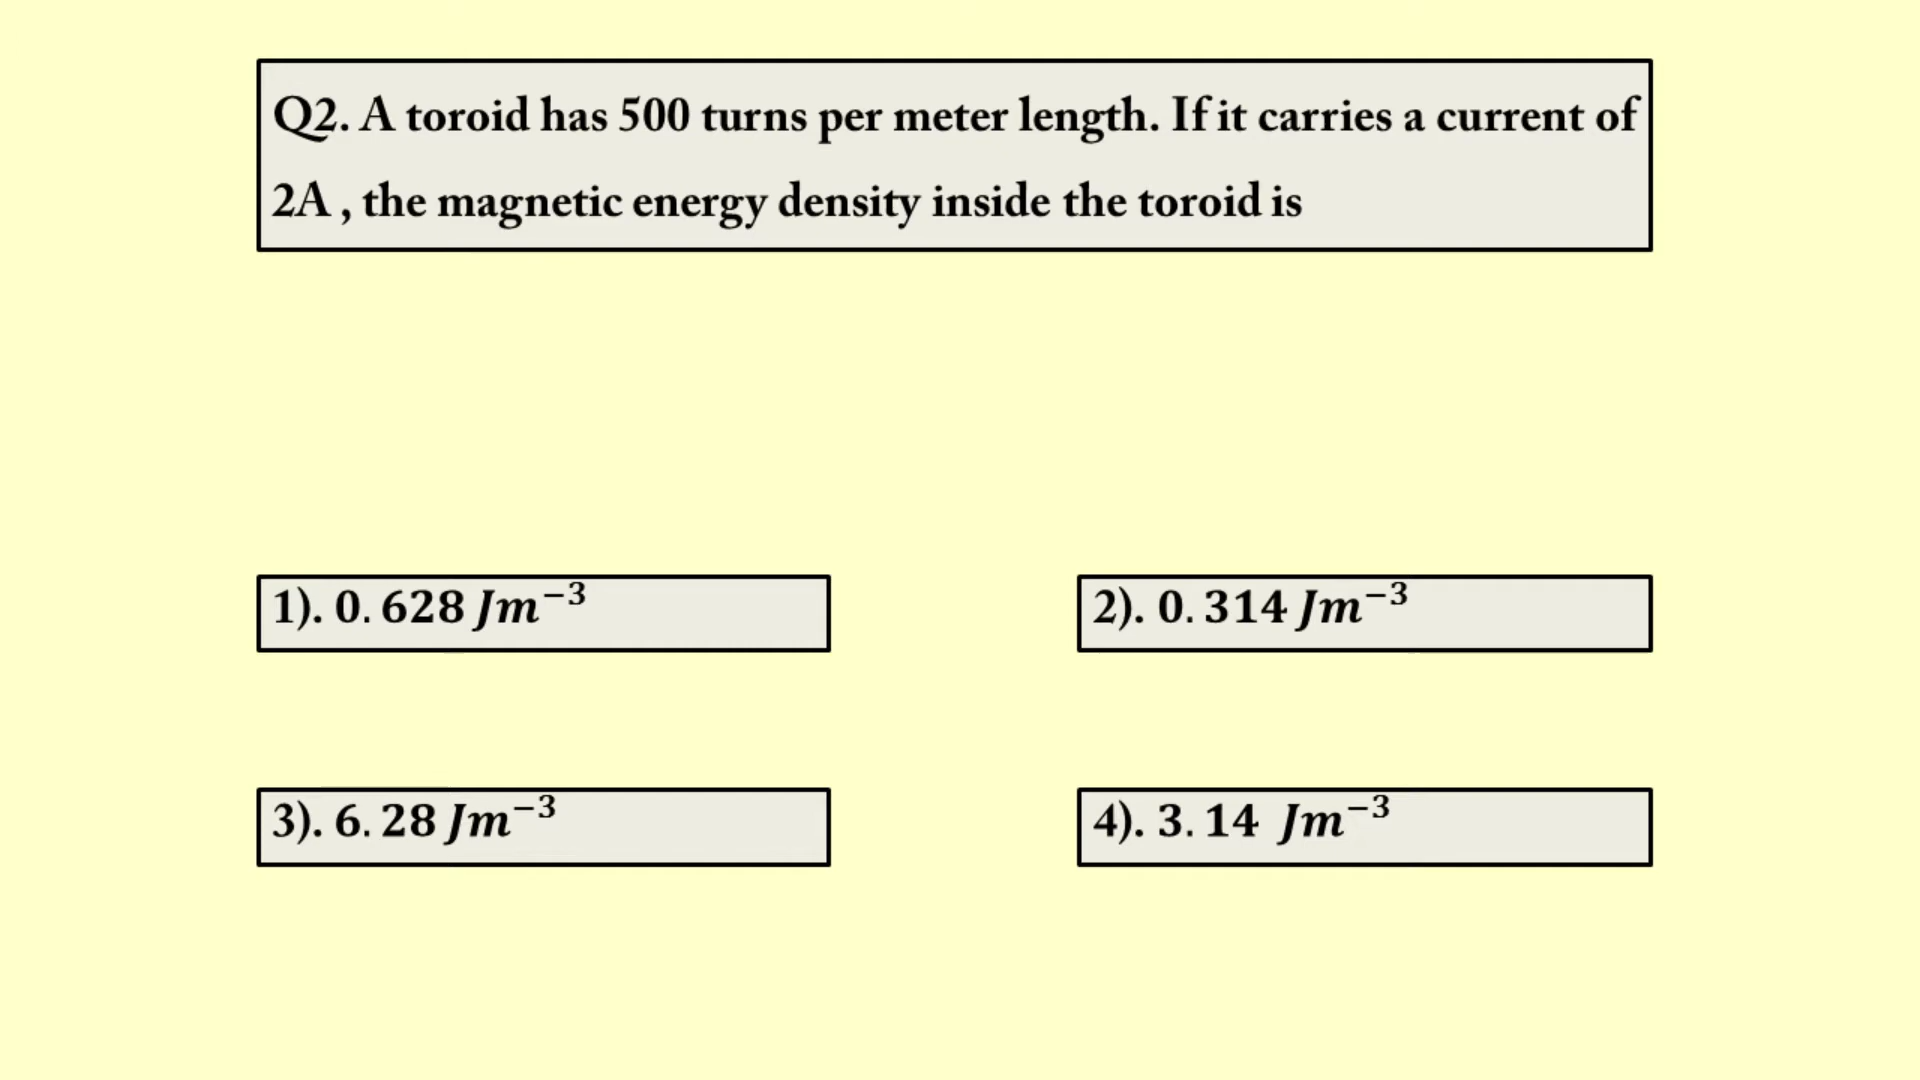 Q2. A toroid has 500 turns per meter length. If it carries a current of
2A , the magnetic energy density inside the toroid is
1). 0.628 Jm⁻³
2). 0.314 Jm⁻³
3). 6.28 Jm⁻³
4). 3.14 Jm⁻³